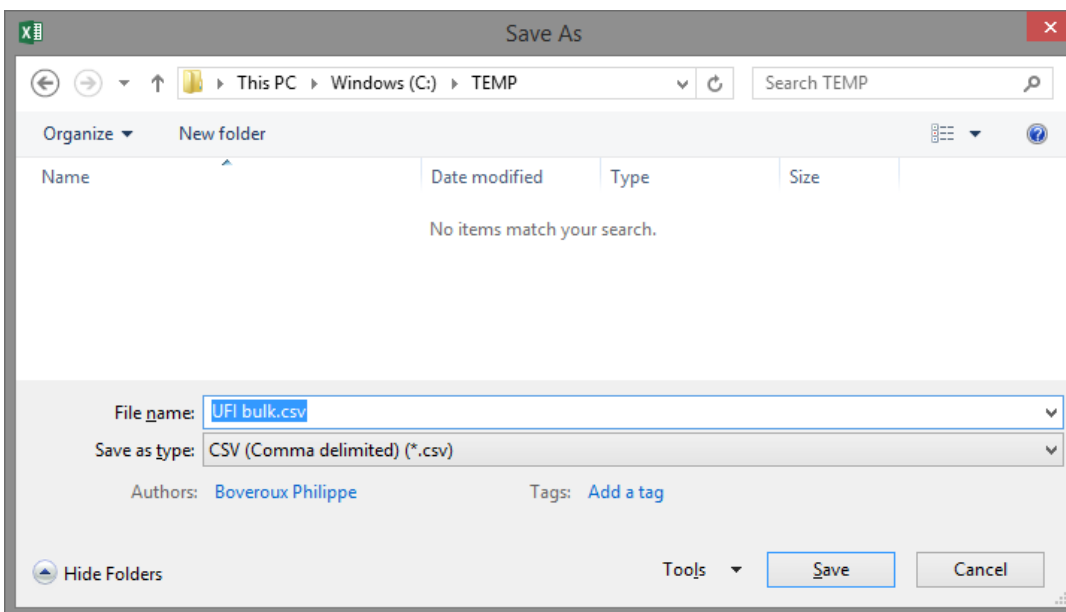 Save As
This PC Windows (C:) TEMP Search TEMP
Organize New folder
Name Date modified Type Size
No items match your search.
File name: UFI bulk.csv
Save as type: CSV (Comma delimited) (*.csv)
Authors: Boveroux Philippe Tags: Add a tag
Hide Folders Tools Save Cancel